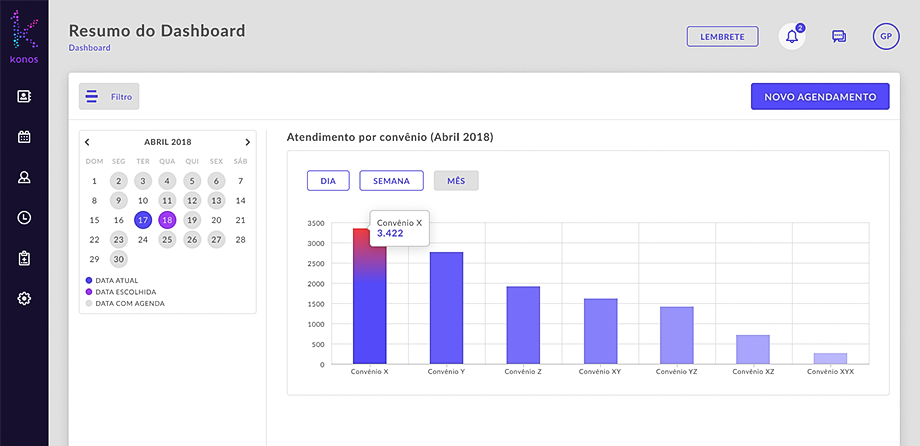 konos
Resumo do Dashboard
Dashboard
LEMBRETE
2
GP
Filtro
NOVO AGENDAMENTO
ABRIL 2018
DOM SEG TER QUA QUI SEX SÁB
1 2 3 4 5 6 7
8 9 10 11 12 13 14
15 16 17 18 19 20 21
22 23 24 25 26 27 28
29 30
DATA ATUAL
DATA ESCOLHIDA
DATA COM AGENDA
Atendimento por convênio (Abril 2018)
DIA SEMANA MÊS
Convênio X
3.422
3500
3000
2500
2000
1500
1000
500
0
Convênio X Convênio Y Convênio Z Convênio XY Convênio YZ Convênio XZ Convênio XYX